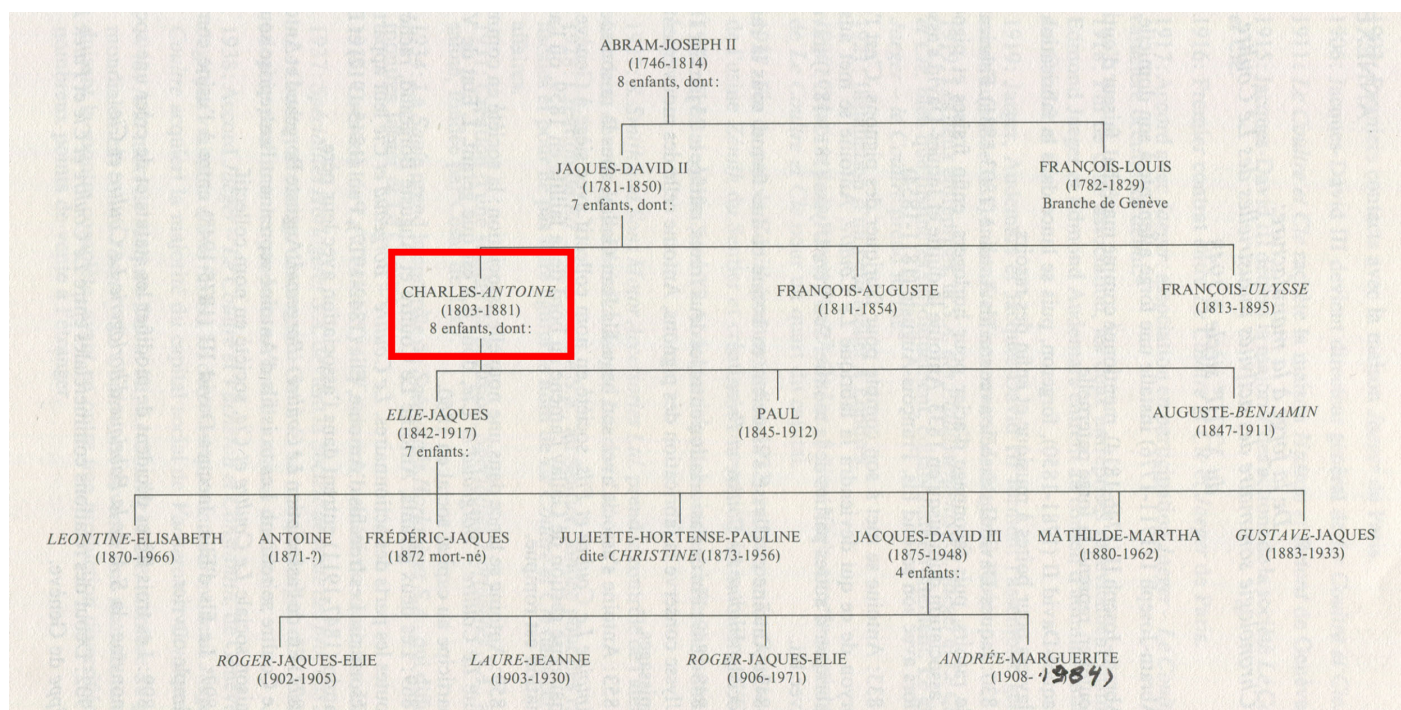 ABRAM-JOSEPH II
(1746-1814)
8 enfants, dont:
JAQUES-DAVID II
(1781-1850)
7 enfants, dont:
FRANÇOIS-LOUIS
(1782-1829)
Branche de Genève
CHARLES-ANTOINE
(1803-1881)
8 enfants, dont:
FRANÇOIS-AUGUSTE
(1811-1854)
FRANÇOIS-ULYSSE
(1813-1895)
ELIE-JAQUES
(1842-1917)
7 enfants:
PAUL
(1845-1912)
AUGUSTE-BENJAMIN
(1847-1911)
LEONTINE-ELISABETH
(1870-1966)
ANTOINE
(1871-?)
FRÉDÉRIC-JAQUES
(1872 mort-né)
JULIETTE-HORTENSE-PAULINE
dite CHRISTINE (1873-1956)
JACQUES-DAVID III
(1875-1948)
4 enfants:
MATHILDE-MARTHA
(1880-1962)
GUSTAVE-JAQUES
(1883-1933)
ROGER-JAQUES-ELIE
(1902-1905)
LAURE-JEANNE
(1903-1930)
ROGER-JAQUES-ELIE
(1906-1971)
ANDRÉE-MARGUERITE
(1908- 1984)